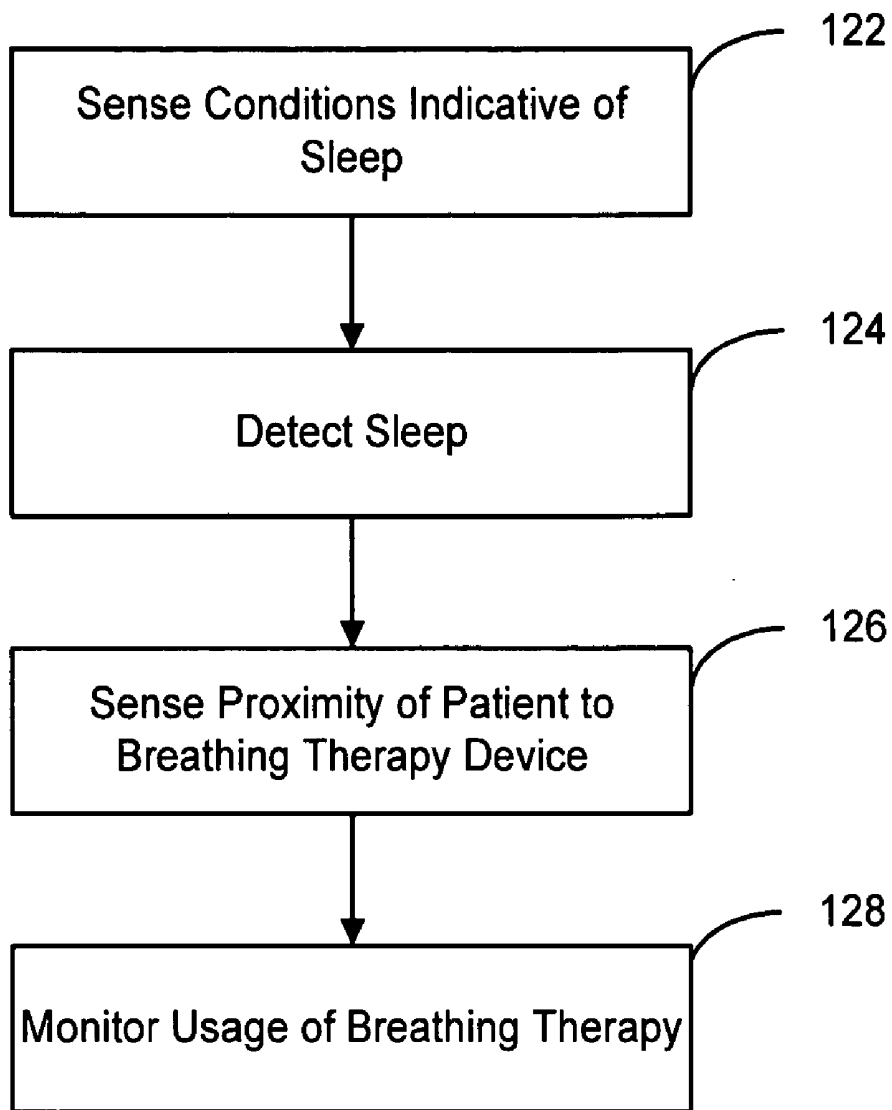 122
Sense Conditions Indicative of
Sleep
124
Detect Sleep
126
Sense Proximity of Patient to
Breathing Therapy Device
128
Monitor Usage of Breathing Therapy